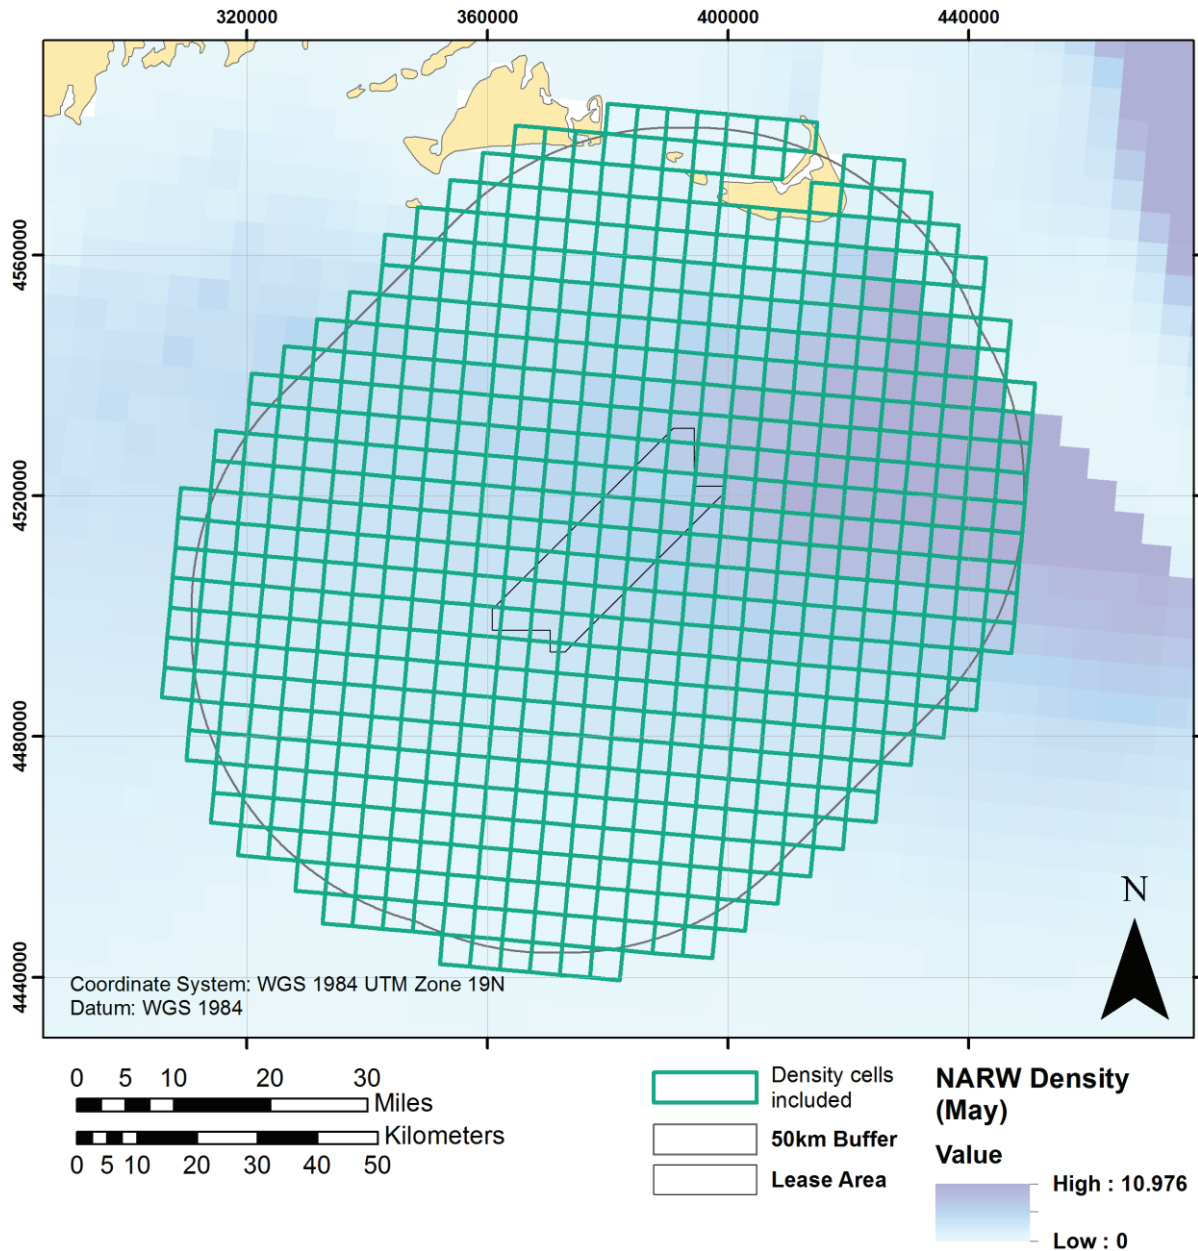 320000 360000 400000 440000
4560000
4520000
4480000
4440000
N
Coordinate System: WGS 1984 UTM Zone 19N
Datum: WGS 1984
0 5 10 20 30
Miles
Kilometers
0 5 10 20 30 40 50
Density cells
included
50km Buffer
Lease Area
NARW Density
(May)
Value
High : 10.976
Low : 0